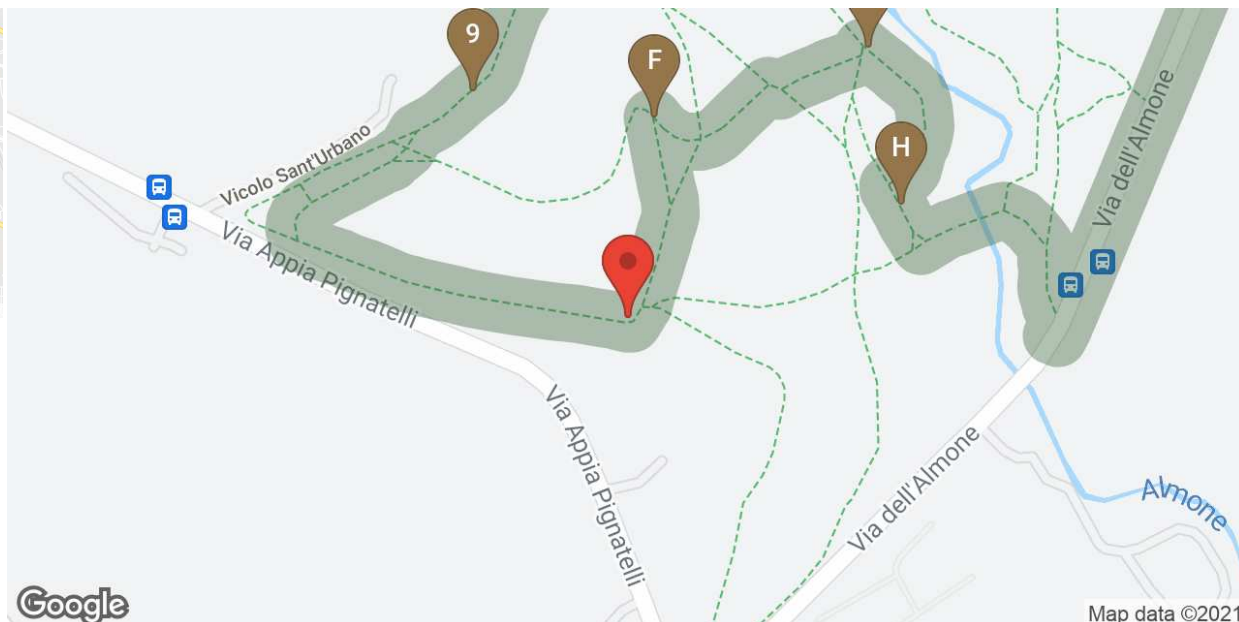 9
F
H
Vicolo Sant'Urbano
Via dell'Almone
Via Appia Pignatelli
Via Appia Pignatelli
Via dell'Almone
Almone
Google
Map data ©2021